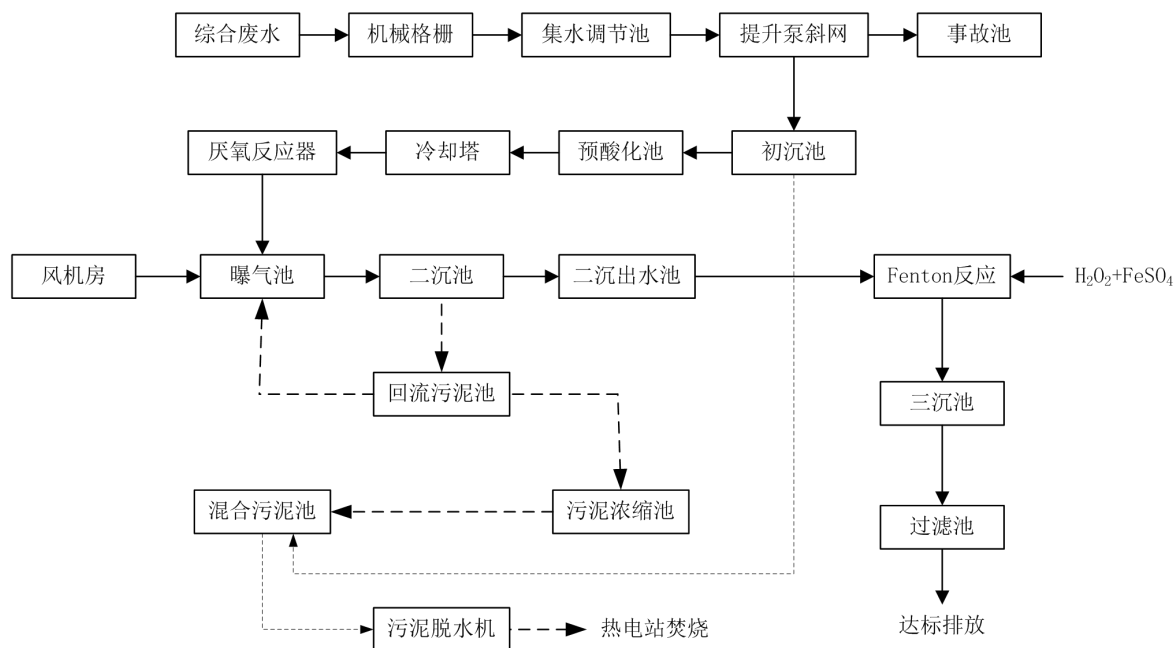 综合废水
机械格栅
集水调节池
提升泵斜网
事故池
厌氧反应器
冷却塔
预酸化池
初沉池
风机房
曝气池
二沉池
二沉出水池
Fenton反应
H₂O₂+FeSO₄
回流污泥池
三沉池
混合污泥池
污泥浓缩池
过滤池
污泥脱水机
热电站焚烧
达标排放